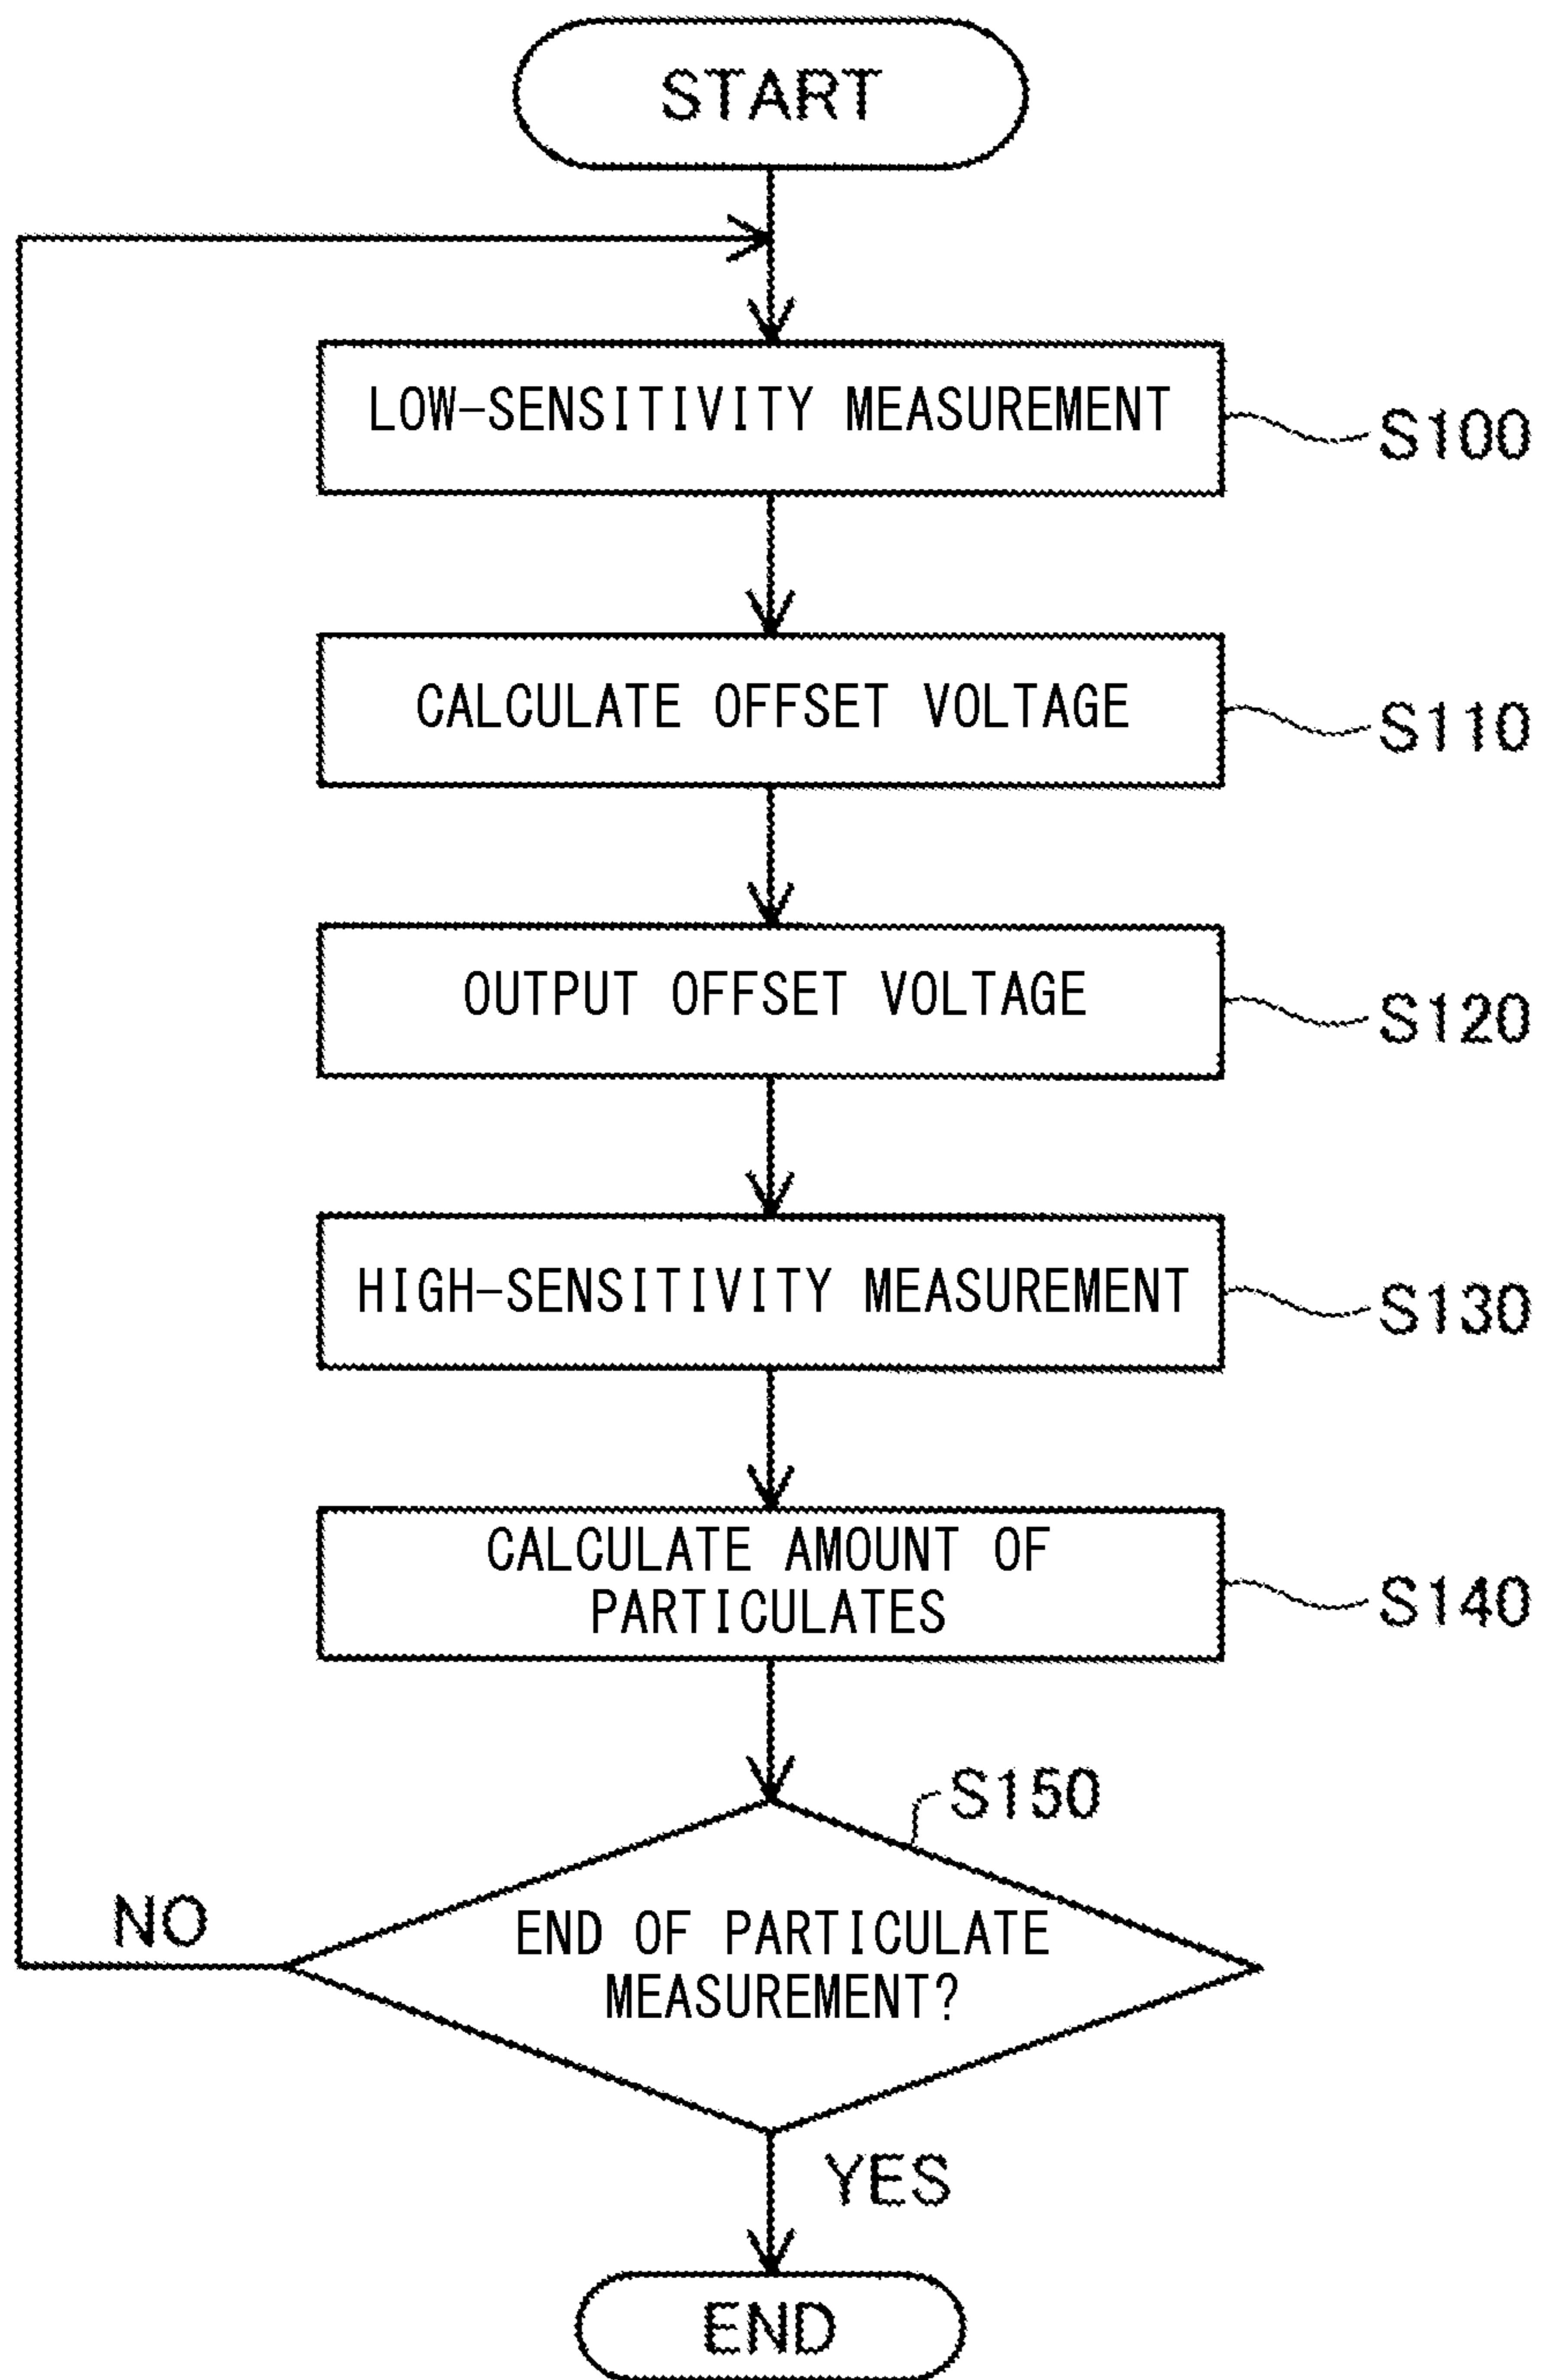 START
LOW-SENSITIVITY MEASUREMENT
S100
CALCULATE OFFSET VOLTAGE
S110
OUTPUT OFFSET VOLTAGE
S120
HIGH-SENSITIVITY MEASUREMENT
S130
CALCULATE AMOUNT OF
PARTICULATES
S140
S150
NO
END OF PARTICULATE
MEASUREMENT?
YES
END